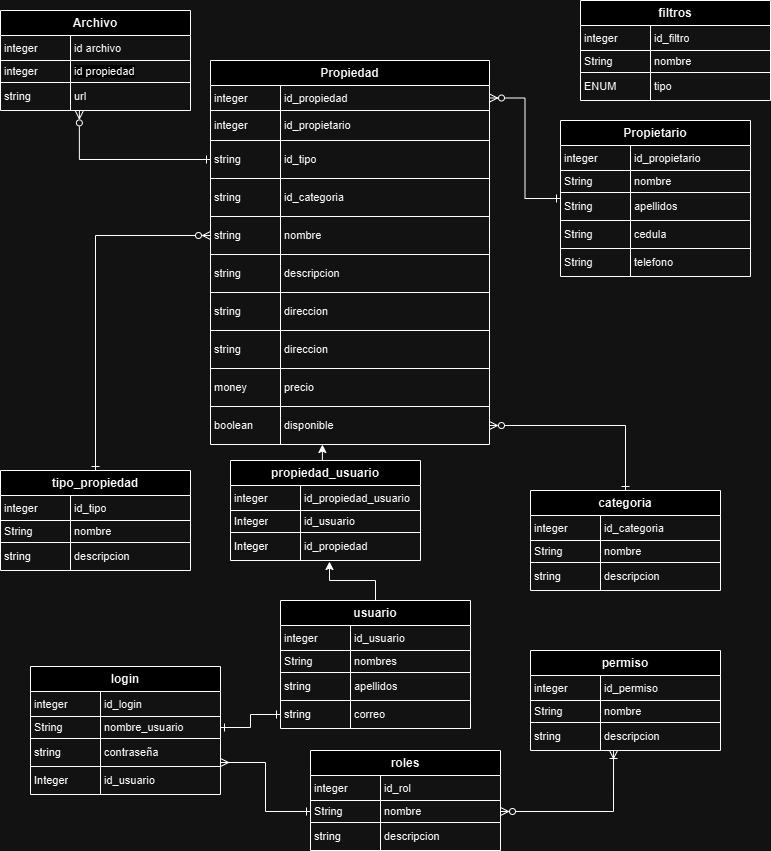 Archivo
integer id archivo
integer id propiedad
string url
filtros
integer id_filtro
String nombre
ENUM tipo
Propiedad
integer id_propiedad
integer id_propietario
string id_tipo
string id_categoria
string nombre
string descripcion
string direccion
string direccion
money precio
boolean disponible
Propietario
integer id_propietario
String nombre
String apellidos
String cedula
String telefono
tipo_propiedad
integer id_tipo
String nombre
string descripcion
propiedad_usuario
integer id_propiedad_usuario
Integer id_usuario
Integer id_propiedad
categoria
integer id_categoria
String nombre
string descripcion
usuario
integer id_usuario
String nombres
string apellidos
string correo
login
integer id_login
String nombre_usuario
string contraseña
Integer id_usuario
permiso
integer id_permiso
String nombre
string descripcion
roles
integer id_rol
String nombre
string descripcion